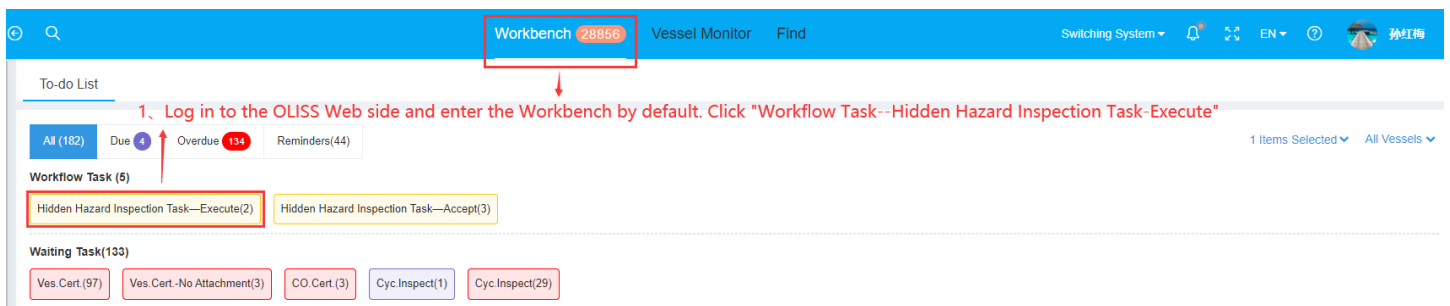 Workbench 28856 Vessel Monitor Find Switching System EN 孙红梅
To-do List
1、Log in to the OLISS Web side and enter the Workbench by default. Click "Workflow Task--Hidden Hazard Inspection Task-Execute"
All (182) Due 4 Overdue 134 Reminders(44) 1 Items Selected All Vessels
Workflow Task (5)
Hidden Hazard Inspection Task—Execute(2) Hidden Hazard Inspection Task—Accept(3)
Waiting Task(133)
Ves.Cert.(97) Ves.Cert.-No Attachment(3) CO.Cert.(3) Cyc.Inspect(1) Cyc.Inspect(29)